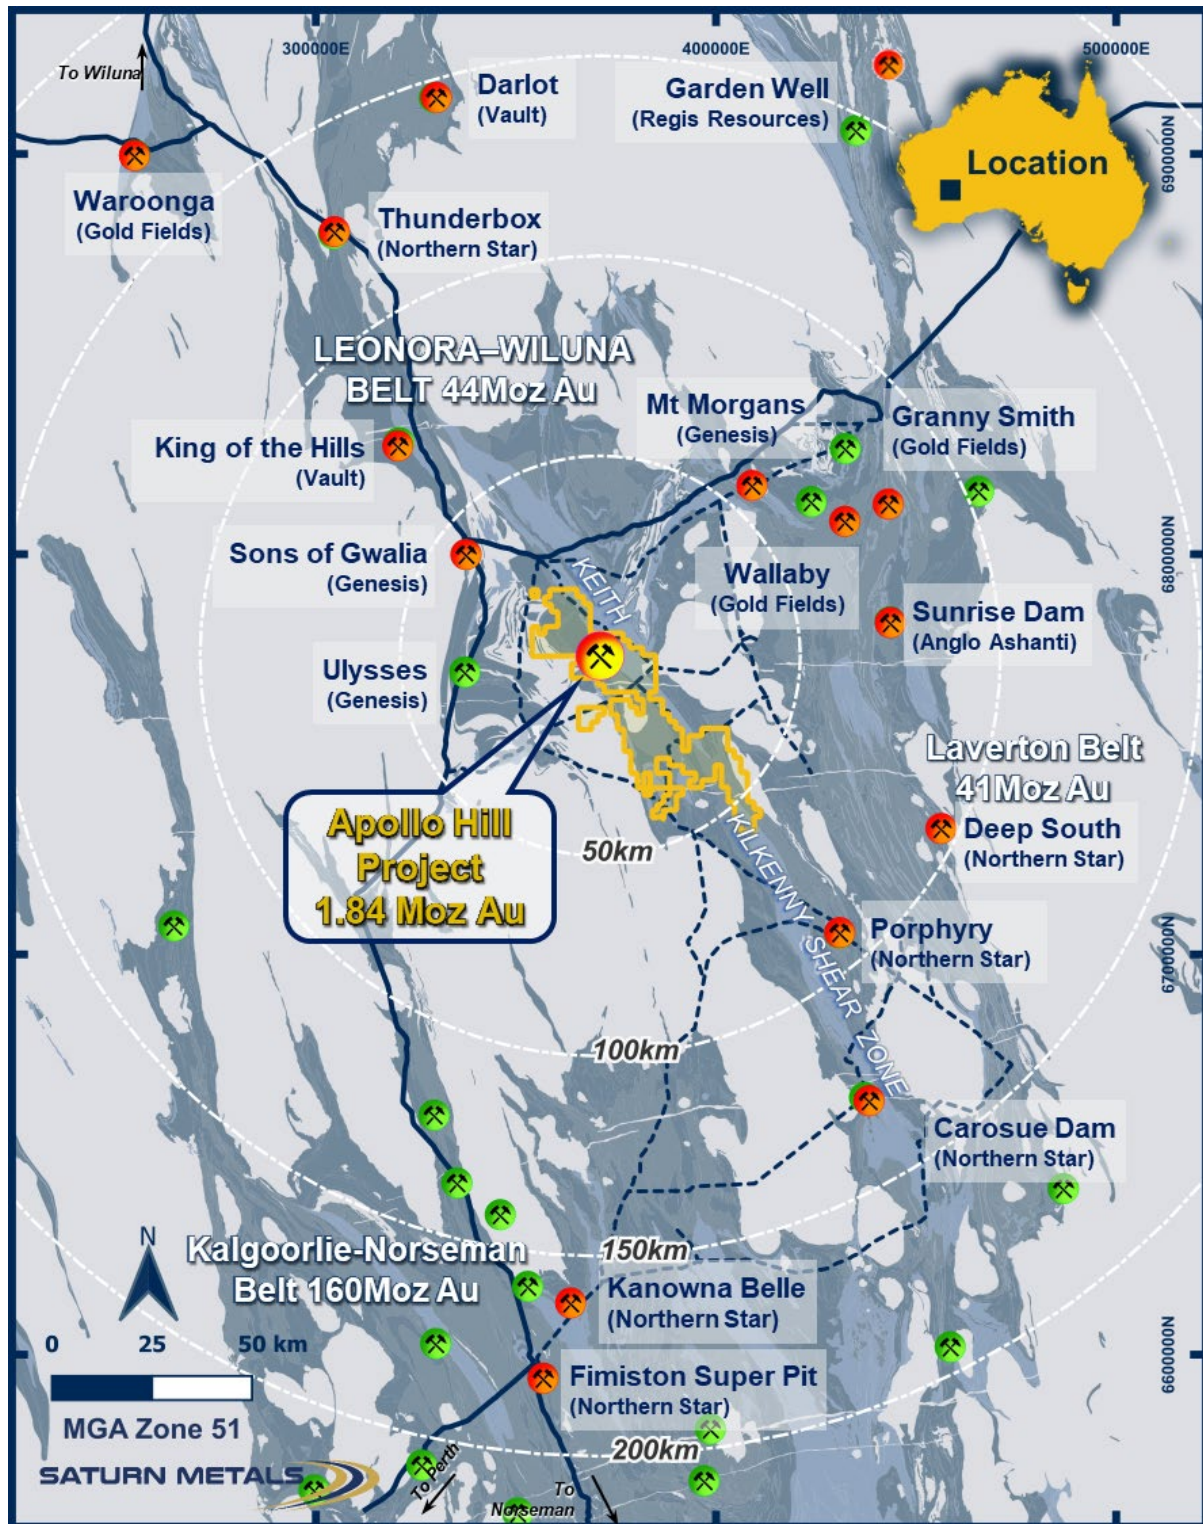 300000E
400000E
500000E
To Wiluna
Darlot
(Vault)
Garden Well
(Regis Resources)
Location
6900000N
Waroonga
(Gold Fields)
Thunderbox
(Northern Star)
LEONORA–WILUNA
BELT 44Moz Au
Mt Morgans
(Genesis)
Granny Smith
(Gold Fields)
King of the Hills
(Vault)
Sons of Gwalia
(Genesis)
6800000N
KEITH
Wallaby
(Gold Fields)
Sunrise Dam
(Anglo Ashanti)
Ulysses
(Genesis)
Laverton Belt
41Moz Au
Apollo Hill
Project
1.84 Moz Au
50km
KILKENNY SHEAR ZONE
Deep South
(Northern Star)
Porphyry
(Northern Star)
6700000N
100km
Carosue Dam
(Northern Star)
150km
Kalgoorlie-Norseman
Belt 160Moz Au
N
Kanowna Belle
(Northern Star)
0 25 50 km
6600000N
Fimiston Super Pit
(Northern Star)
MGA Zone 51
200km
SATURN METALS
To Perth
To
Norseman